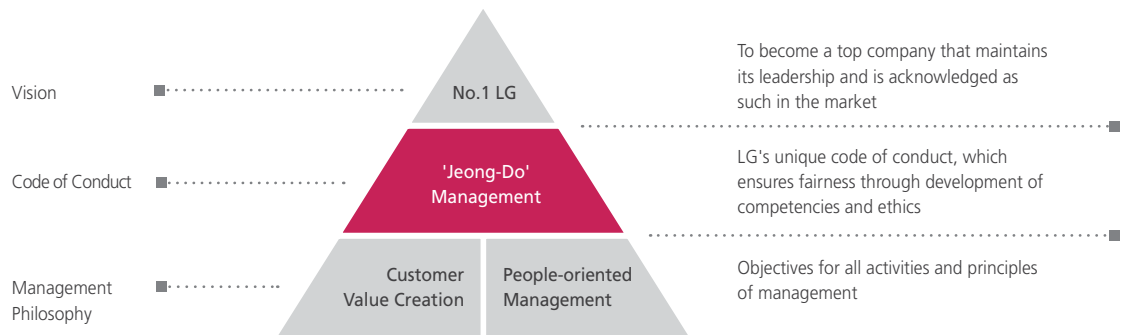 Vision
No.1 LG
To become a top company that maintains
its leadership and is acknowledged as
such in the market
Code of Conduct
'Jeong-Do'
Management
LG's unique code of conduct, which
ensures fairness through development of
competencies and ethics
Management
Philosophy
Customer
Value Creation
People-oriented
Management
Objectives for all activities and principles
of management